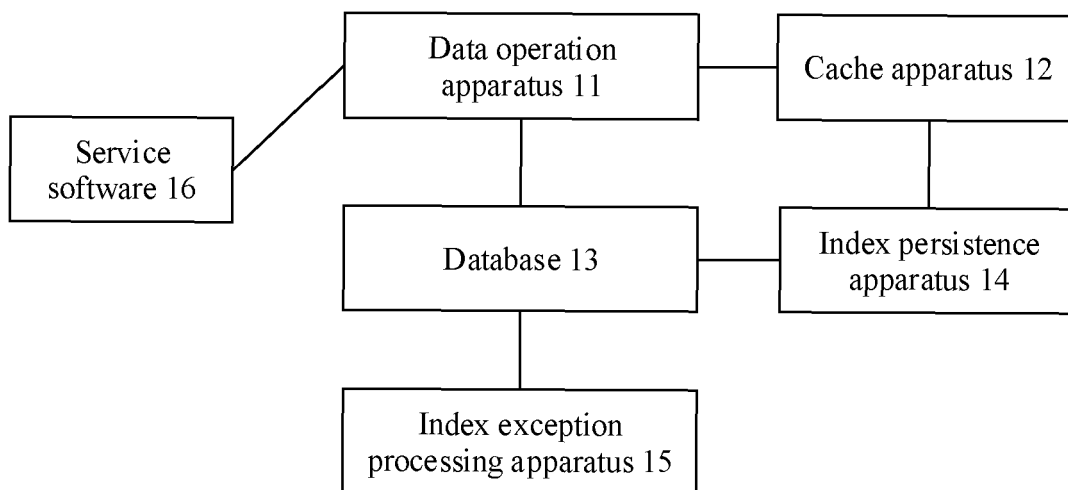 Data operation
apparatus 11
Cache apparatus 12
Service
software 16
Database 13
Index persistence
apparatus 14
Index exception
processing apparatus 15